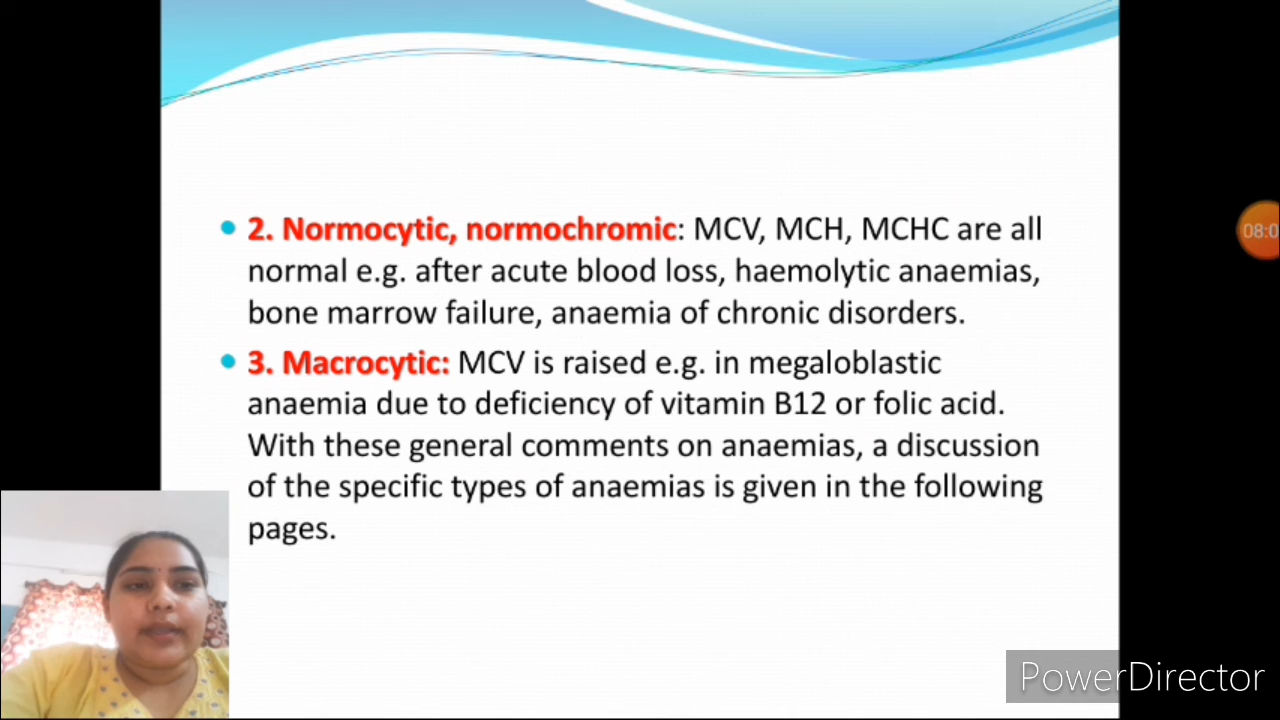 2. Normocytic, normochromic: MCV, MCH, MCHC are all
normal e.g. after acute blood loss, haemolytic anaemias,
bone marrow failure, anaemia of chronic disorders.
3. Macrocytic: MCV is raised e.g. in megaloblastic
anaemia due to deficiency of vitamin B12 or folic acid.
With these general comments on anaemias, a discussion
of the specific types of anaemias is given in the following
pages.
08:0
PowerDirector